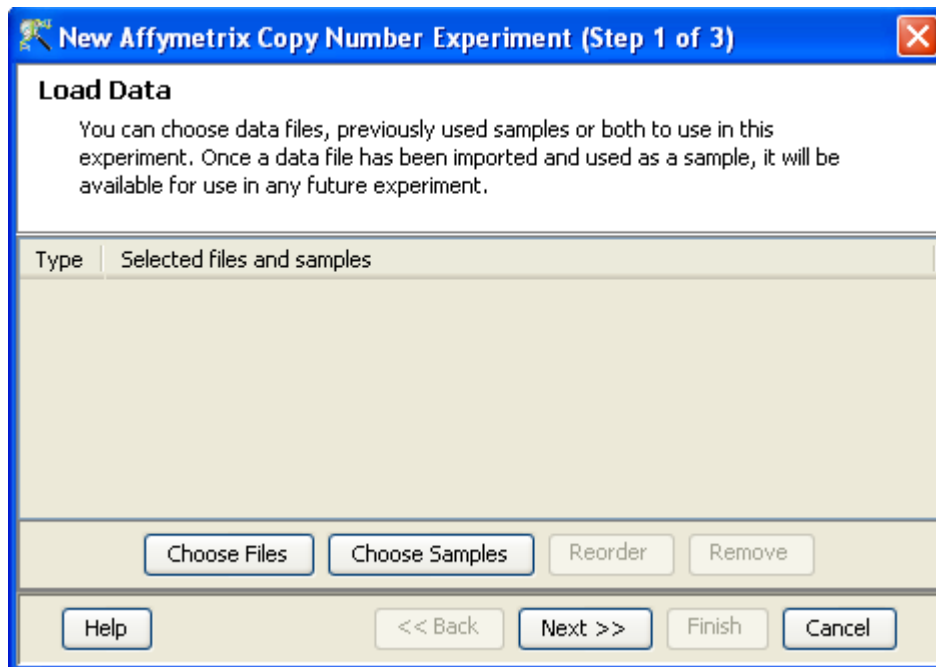 New Affymetrix Copy Number Experiment (Step 1 of 3)
Load Data
You can choose data files, previously used samples or both to use in this
experiment. Once a data file has been imported and used as a sample, it will be
available for use in any future experiment.
Type Selected files and samples
Choose Files Choose Samples Reorder Remove
Help << Back Next >> Finish Cancel